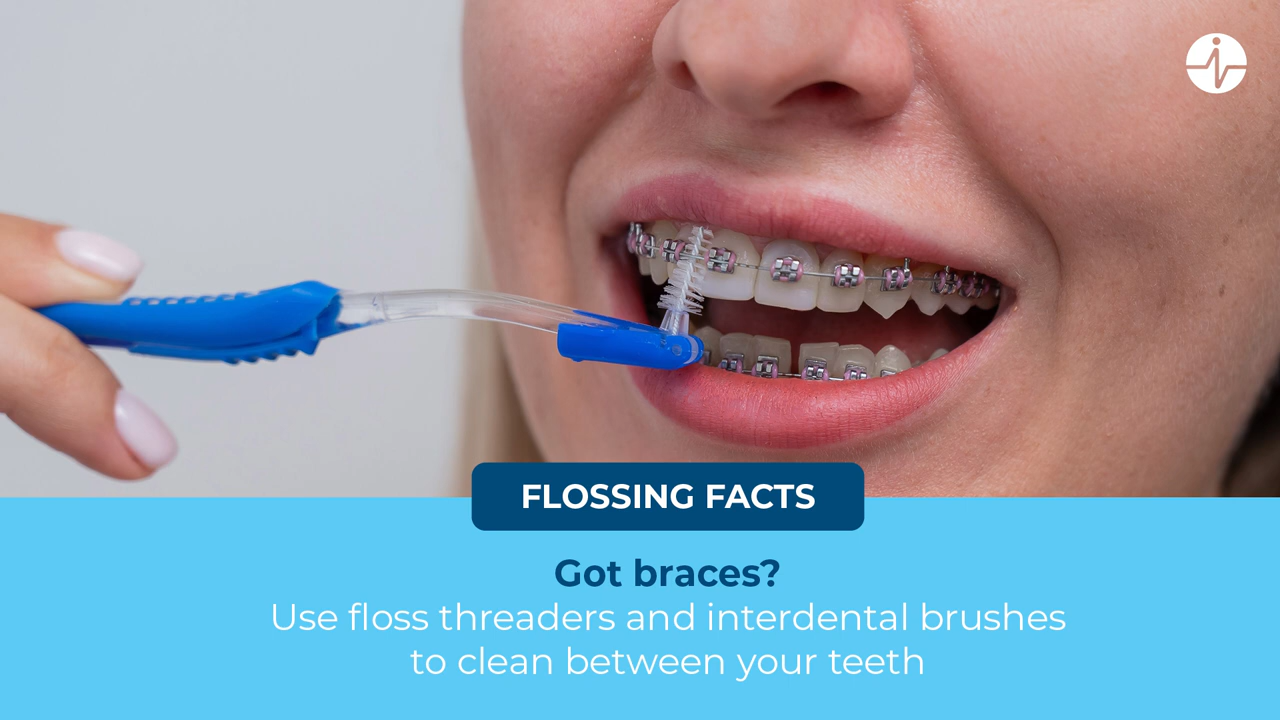 FLOSSING FACTS
Got braces?
Use floss threaders and interdental brushes
to clean between your teeth